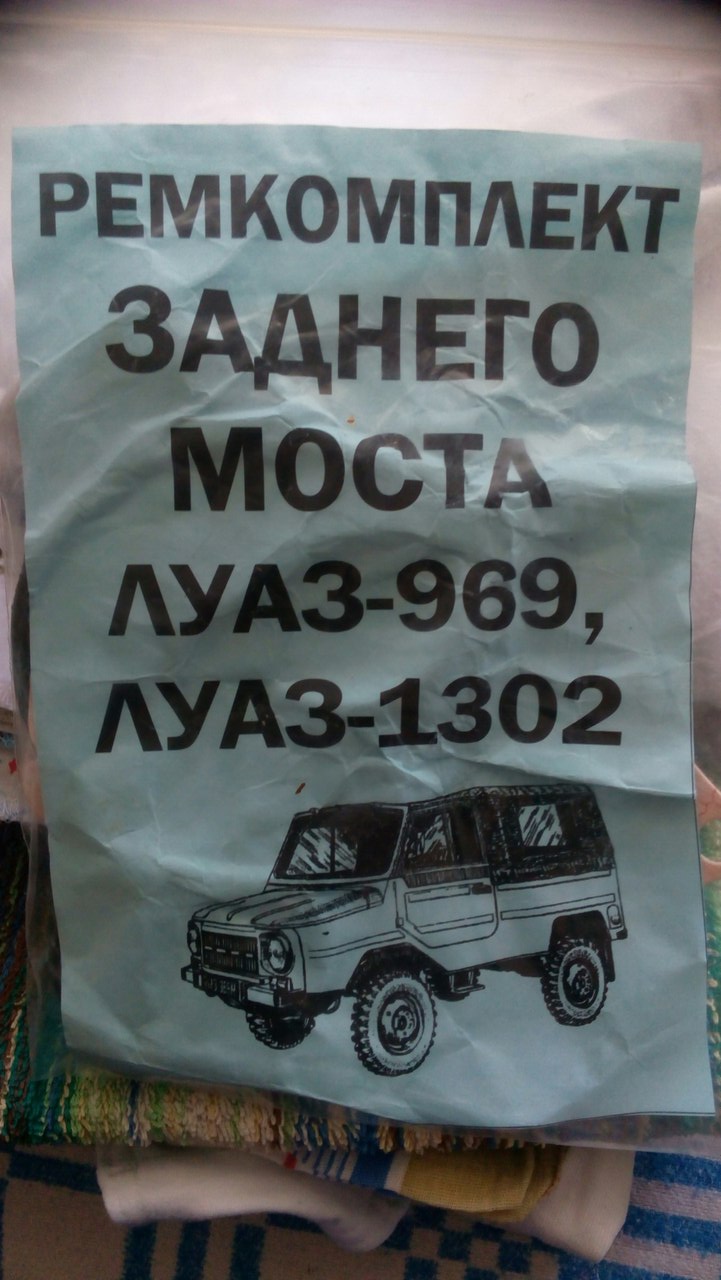 РЕМКОМПЛЕКТ
ЗАДНЕГО
МОСТА
ЛУАЗ-969,
ЛУАЗ-1302